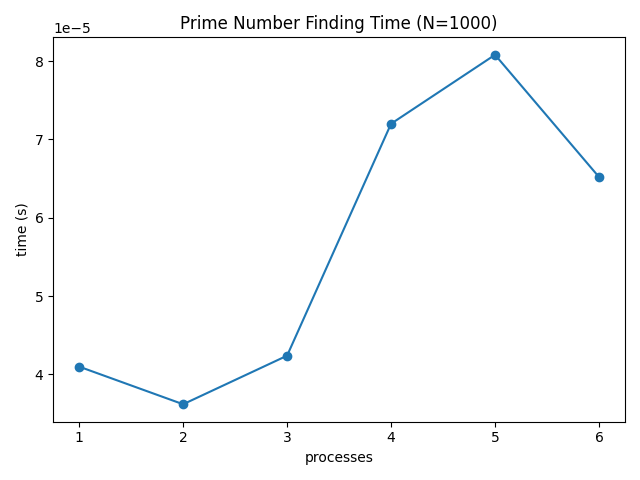 Prime Number Finding Time (N=1000)
1e−5
8
7
6
5
4
time (s)
1 2 3 4 5 6
processes